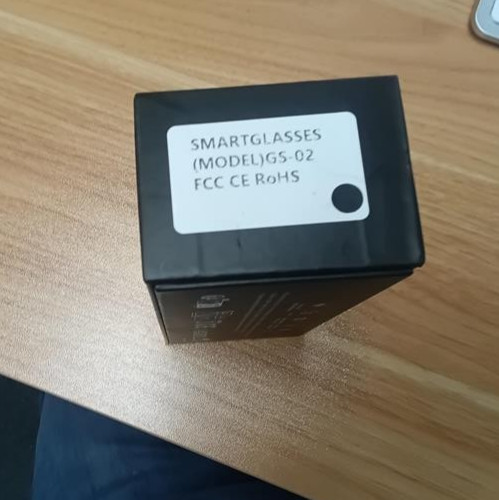 SMARTGLASSES
(MODEL)GS-02
FCC CE RoHS